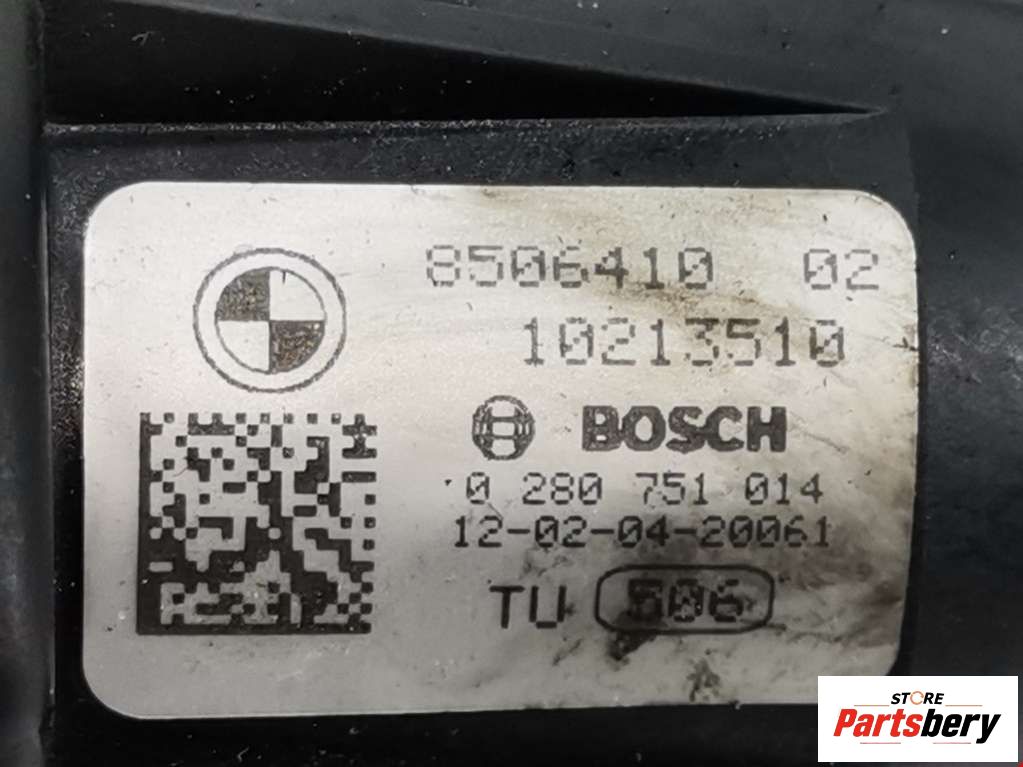 8506410 02
10213510
BOSCH
0 280 751 014
12-02-04-20061
TU 506
STORE
Partsbery